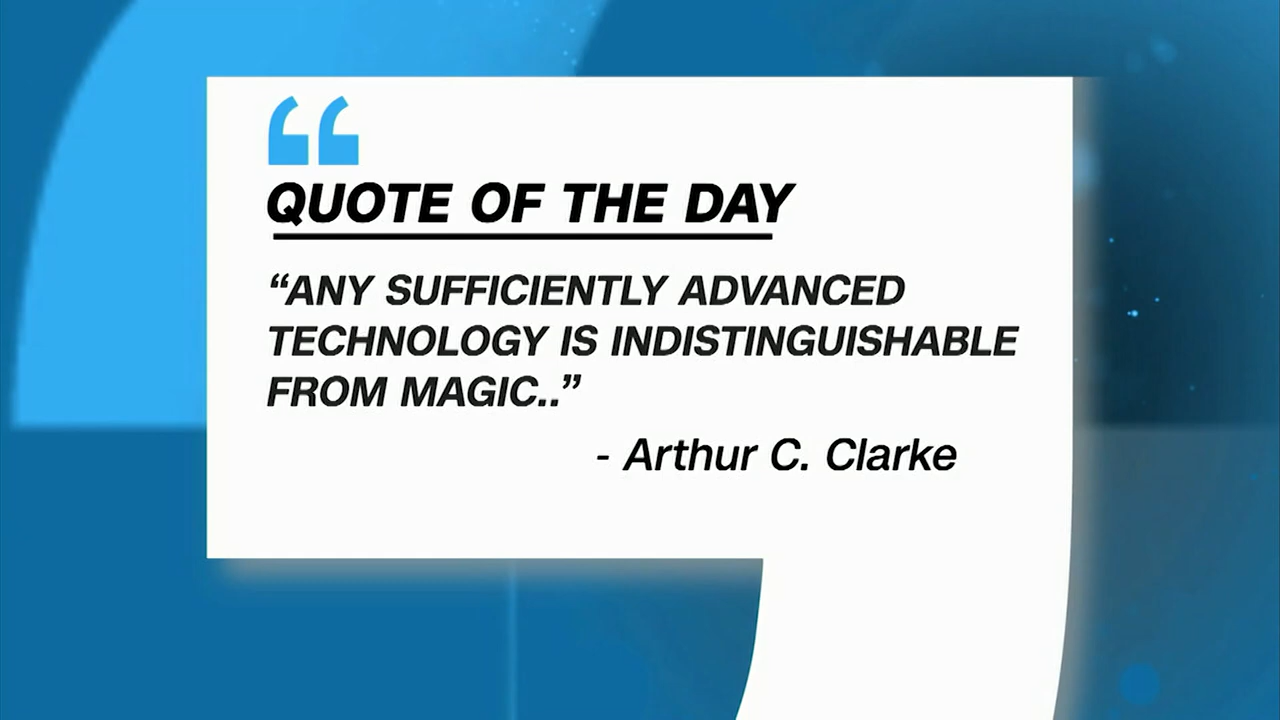 “
QUOTE OF THE DAY
“ANY SUFFICIENTLY ADVANCED
TECHNOLOGY IS INDISTINGUISHABLE
FROM MAGIC..”
- Arthur C. Clarke